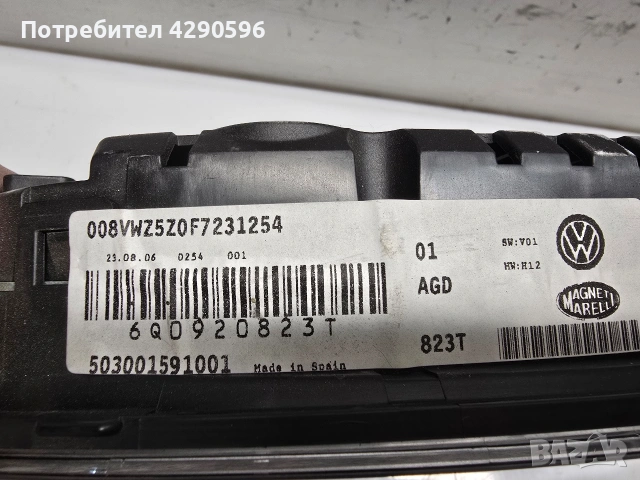 Потребител 4290596
008VWZ5Z0F7231254
23.08.06 0254 001
01
SW:V01
HW:H12
AGD
6Q0920823T
503001591001 Made in Spain
823T
MAGNETI
MARELLI
BAZAR